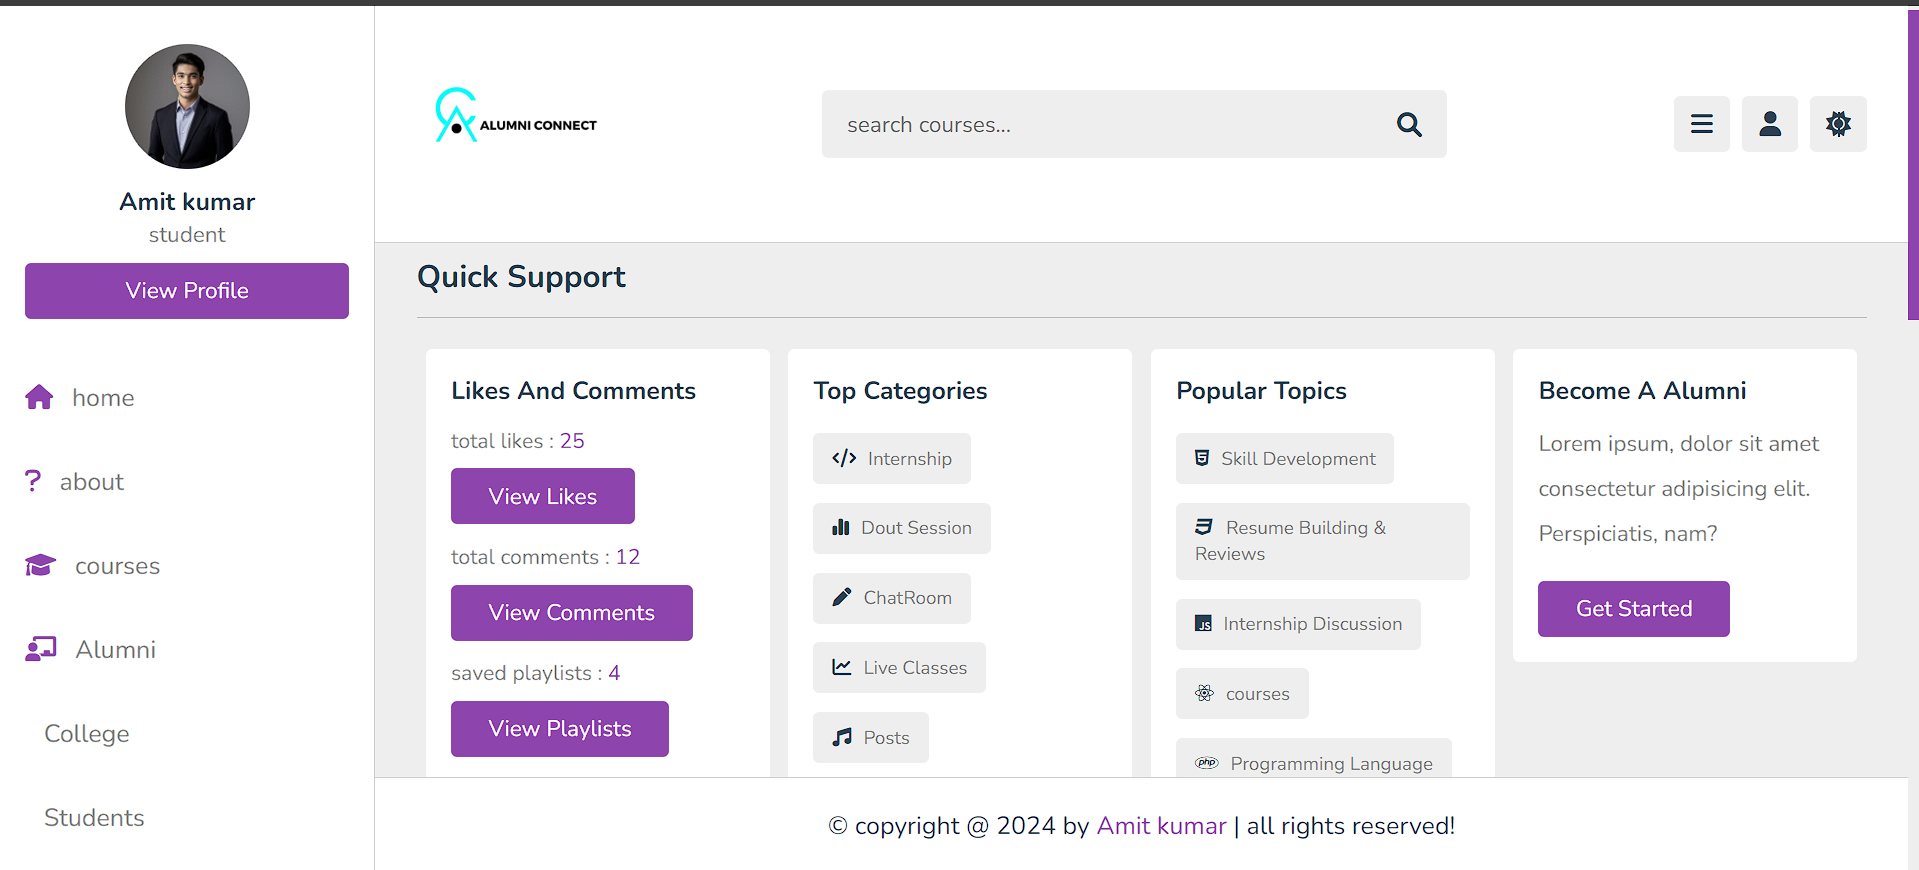 Amit kumar
student
View Profile
home
about
courses
Alumni
College
Students
ALUMNI CONNECT
search courses...
Quick Support
Likes And Comments
total likes : 25
View Likes
total comments : 12
View Comments
saved playlists : 4
View Playlists
Top Categories
Internship
Dout Session
ChatRoom
Live Classes
Posts
Popular Topics
Skill Development
Resume Building &
Reviews
JS Internship Discussion
courses
php Programming Language
Become A Alumni
Lorem ipsum, dolor sit amet
consectetur adipisicing elit.
Perspiciatis, nam?
Get Started
© copyright @ 2024 by Amit kumar | all rights reserved!